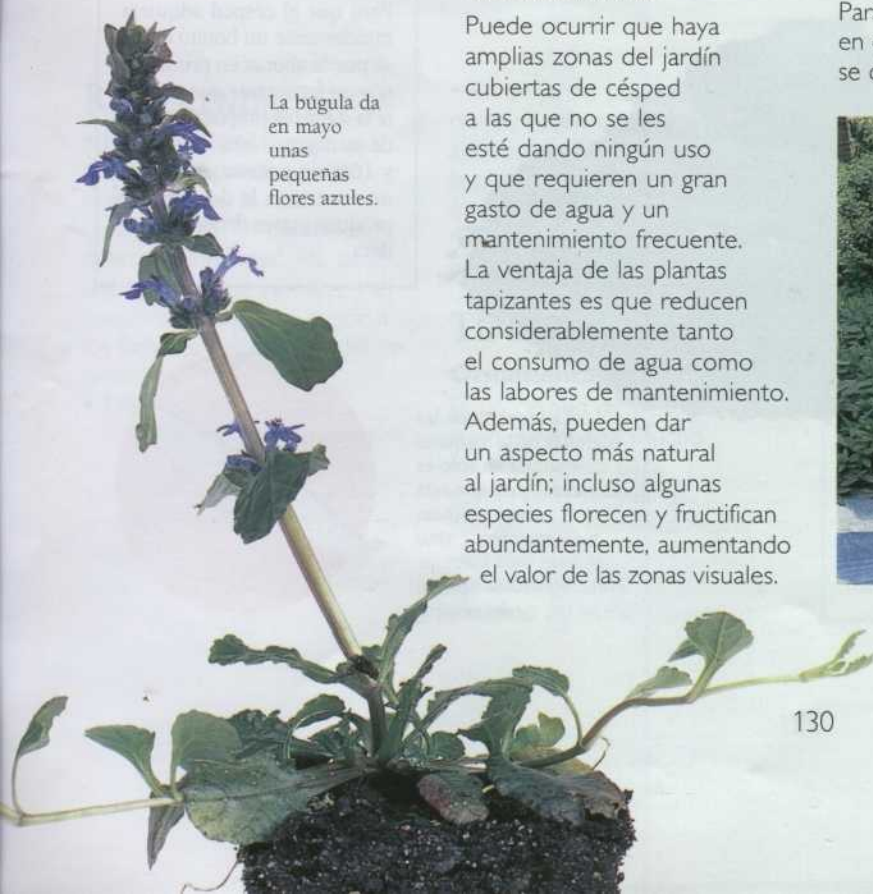 La búgula da
en mayo
unas
pequeñas
flores azules.
Puede ocurrir que haya
amplias zonas del jardín
cubiertas de césped
a las que no se les
esté dando ningún uso
y que requieren un gran
gasto de agua y un
mantenimiento frecuente.
La ventaja de las plantas
tapizantes es que reducen
considerablemente tanto
el consumo de agua como
las labores de mantenimiento.
Además, pueden dar
un aspecto más natural
al jardín; incluso algunas
especies florecen y fructifican
abundantemente, aumentando
el valor de las zonas visuales.
en
se
130